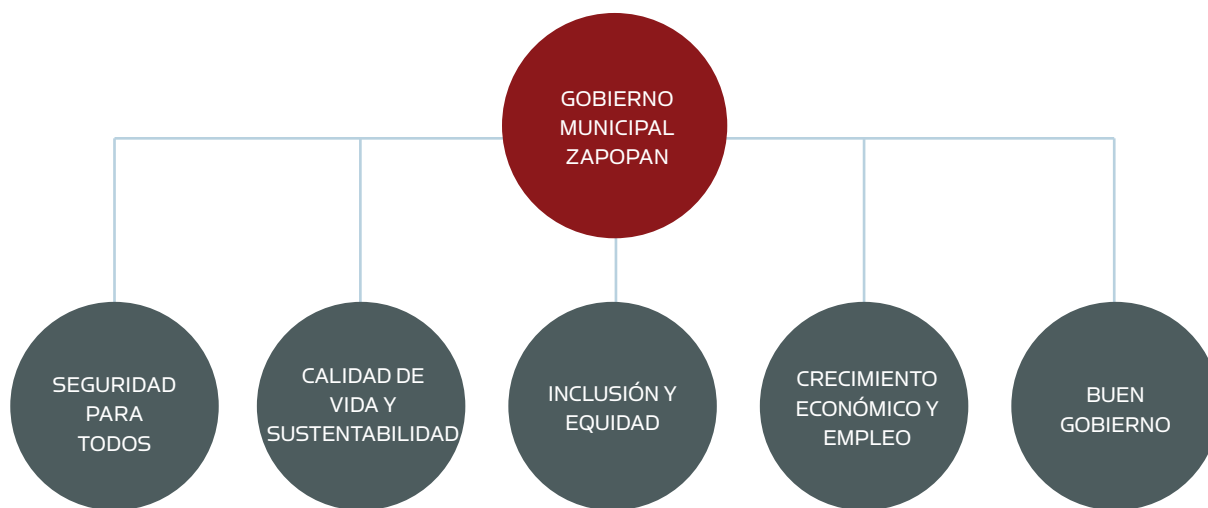 GOBIERNO
MUNICIPAL
ZAPOPAN
SEGURIDAD
PARA
TODOS
CALIDAD DE
VIDA Y
SUSTENTABILIDAD
INCLUSIÓN Y
EQUIDAD
CRECIMIENTO
ECONÓMICO Y
EMPLEO
BUEN
GOBIERNO